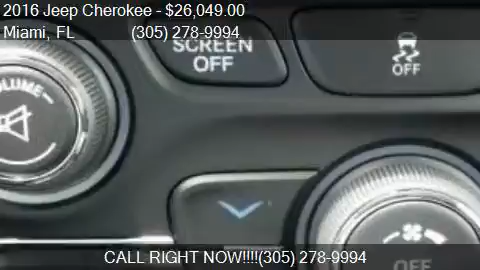 2016 Jeep Cherokee - $26,049.00
Miami, FL (305) 278-9994
SCREEN
OFF
OFF
VOLUME
OFF
CALL RIGHT NOW!!!!(305) 278-9994